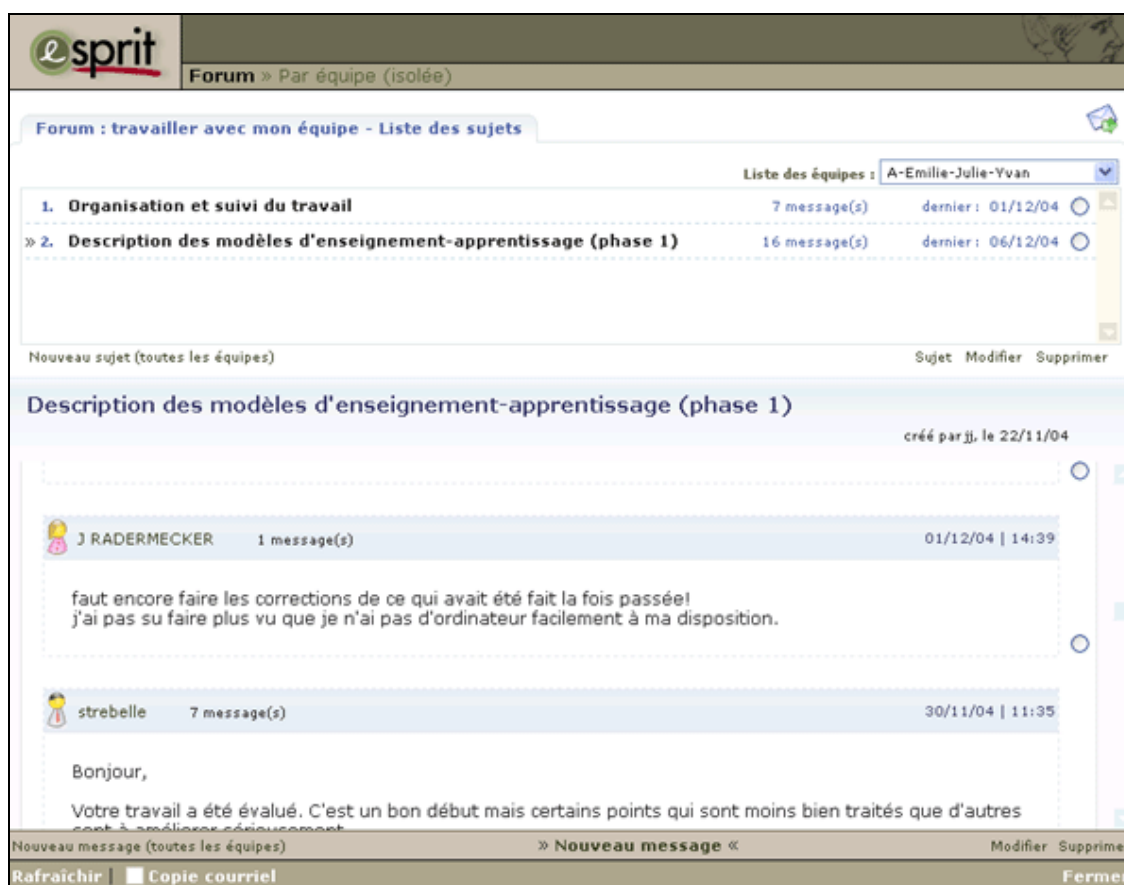 esprit
Forum » Par équipe (isolée)
Forum : travailler avec mon équipe - Liste des sujets
Liste des équipes : A-Emilie-Julie-Yvan
1. Organisation et suivi du travail 7 message(s) dernier : 01/12/04
» 2. Description des modèles d'enseignement-apprentissage (phase 1) 16 message(s) dernier : 06/12/04
Nouveau sujet (toutes les équipes) Sujet Modifier Supprimer
Description des modèles d'enseignement-apprentissage (phase 1)
créé par jj, le 22/11/04
J RADERMECKER 1 message(s) 01/12/04 | 14:39
faut encore faire les corrections de ce qui avait été fait la fois passée!
j'ai pas su faire plus vu que je n'ai pas d'ordinateur facilement à ma disposition.
strebelle 7 message(s) 30/11/04 | 11:35
Bonjour,
Votre travail a été évalué. C'est un bon début mais certains points qui sont moins bien traités que d'autres
sont à améliorer sérieusement
Nouveau message (toutes les équipes) » Nouveau message « Modifier Supprime
Rafraîchir | Copie courriel Fermer